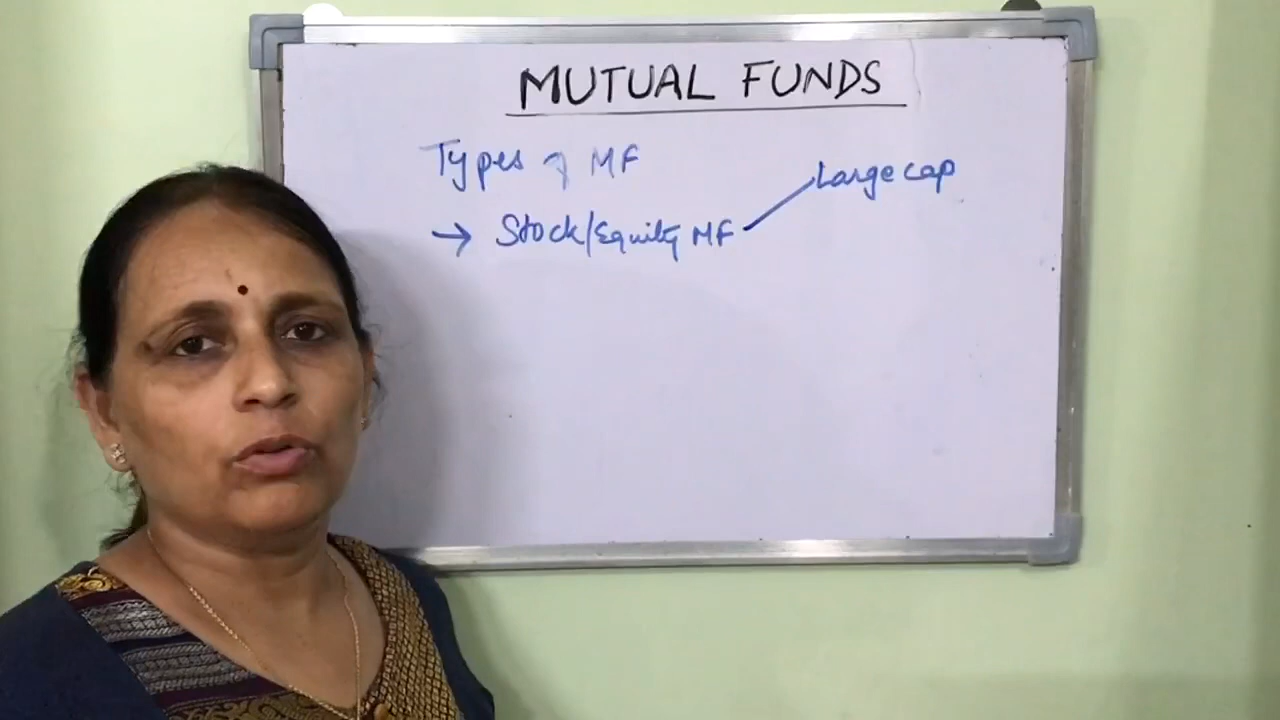 MUTUAL FUNDS
Types of MF
Large cap
→ Stock/Equity MF